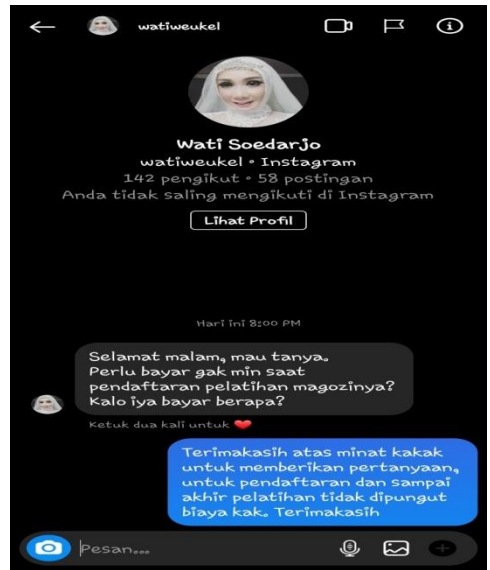 watiweukel
Wati Soedarjo
watiweukel • Instagram
142 pengikut • 58 postingan
Anda tidak saling mengikuti di Instagram
Lihat Profil
Hari ini 8:00 PM
Selamat malam, mau tanya.
Perlu bayar gak min saat
pendaftaran pelatihan magozinya?
Kalo iya bayar berapa?
Ketuk dua kali untuk ❤️
Terimakasih atas minat kakak
untuk memberikan pertanyaan,
untuk pendaftaran dan sampai
akhir pelatihan tidak dipungut
biaya kak. Terimakasih
Pesan...